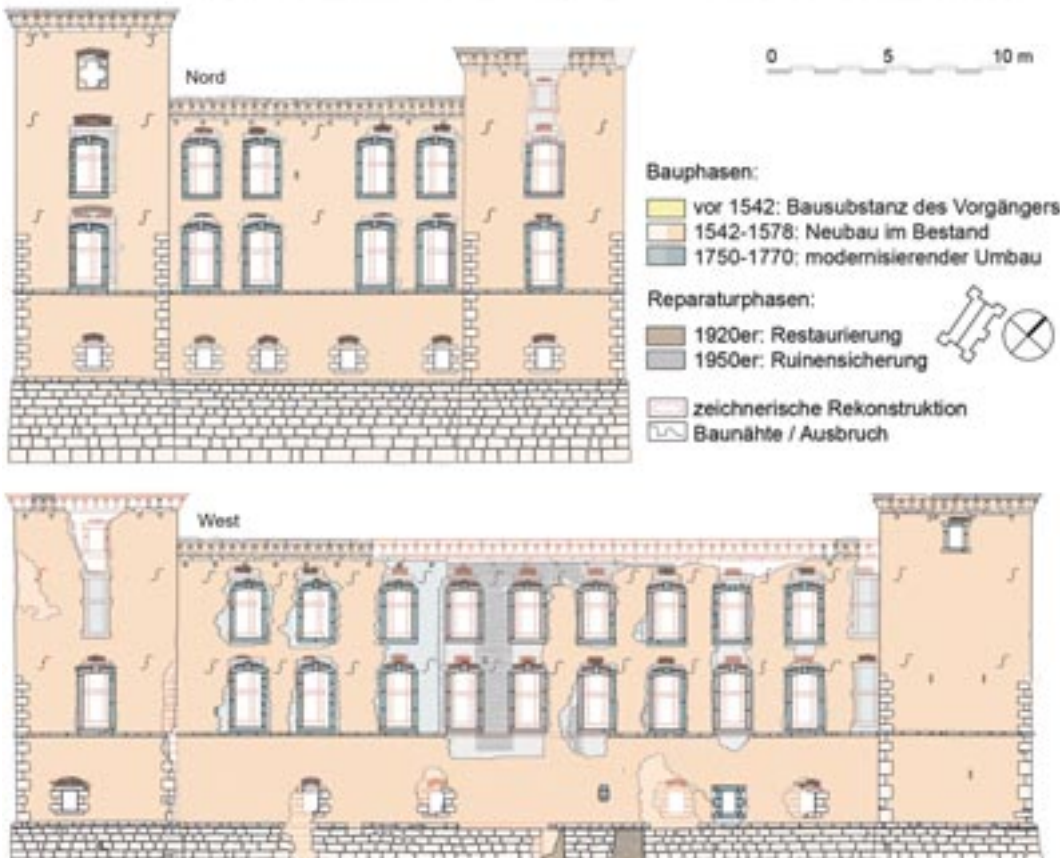 Nord
0 5 10 m
Bauphasen:
vor 1542: Bausubstanz des Vorgängers
1542-1578: Neubau im Bestand
1750-1770: modernisierender Umbau
Reparaturphasen:
1920er: Restaurierung
1950er: Ruinensicherung
zeichnerische Rekonstruktion
Baunähte / Ausbruch
West